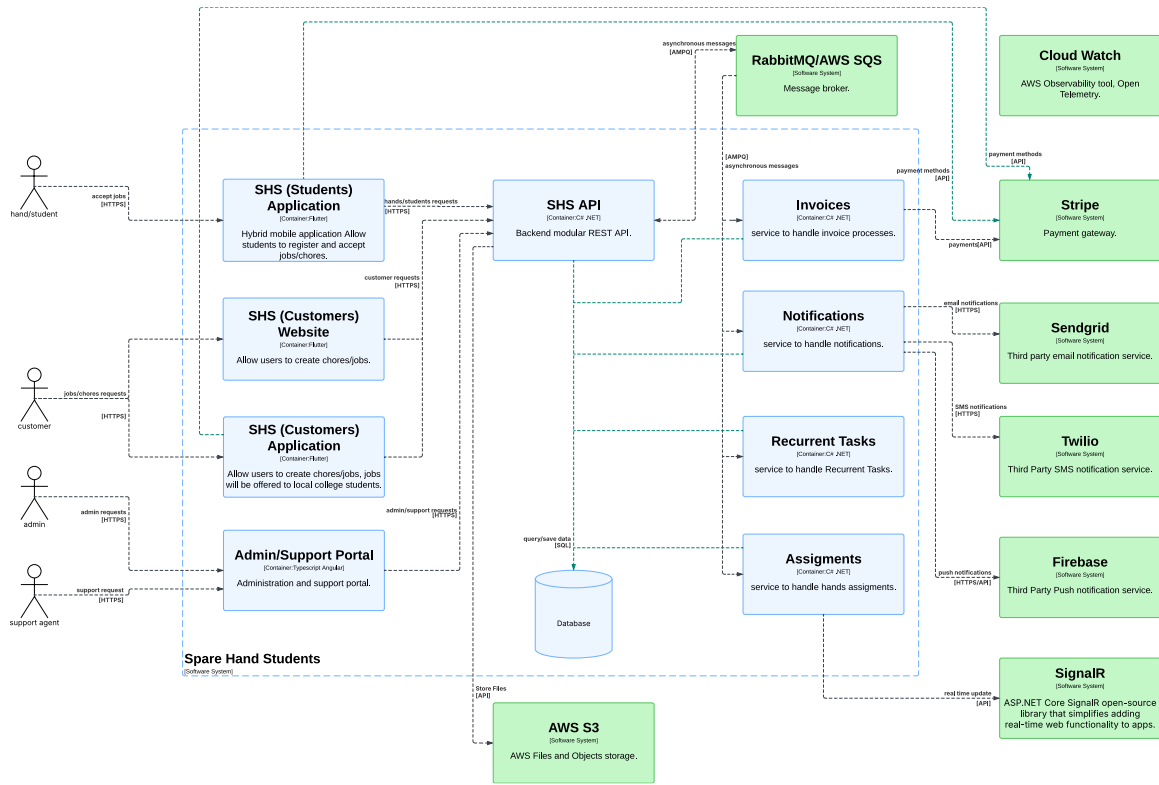 asynchronous messages
[AMPQ]
RabbitMQ/AWS SQS
[Software System]
Message broker.
Cloud Watch
[Software System]
AWS Observability tool, Open
Telemetry.
hand/student
accept jobs
[HTTPS]
SHS (Students)
Application
[Container:Flutter]
Hybrid mobile application Allow
students to register and accept
jobs/chores.
hands/students requests
[HTTPS]
SHS API
[Container:C# ,NET]
Backend modular REST API.
[AMPQ]
asynchronous messages
Invoices
[Container:C# ,NET]
service to handle invoice processes.
payment methods
[API]
payment methods
[API]
payments[API]
Stripe
[Software System]
Payment gateway.
customer requests
[HTTPS]
SHS (Customers)
Website
[Container:Flutter]
Allow users to create chores/jobs.
Notifications
[Container:C# ,NET]
service to handle notifications.
email notifications
[HTTPS]
Sendgrid
[Software System]
Third party email notification service.
customer
jobs/chores requests
[HTTPS]
SHS (Customers)
Application
[Container:Flutter]
Allow users to create chores/jobs, jobs
will be offered to local college students.
Recurrent Tasks
[Container:C# ,NET]
service to handle Recurrent Tasks.
SMS notifications
[HTTPS]
Twilio
[Software System]
Third Party SMS notification service.
admin
admin requests
[HTTPS]
admin/support requests
[HTTPS]
Admin/Support Portal
[Container:Typescript Angular]
Administration and support portal.
query/save data
[SQL]
Database
Assigments
[Container:C# ,NET]
service to handle hands assigments.
push notifications
[HTTPS/API]
Firebase
[Software System]
Third Party Push notification service.
support agent
support request
[HTTPS]
Spare Hand Students
[Software System]
Store Files
[API]
AWS S3
[Software System]
AWS Files and Objects storage.
real time update
[API]
SignalR
[Software System]
ASP.NET Core SignalR open-source
library that simplifies adding
real-time web functionality to apps.